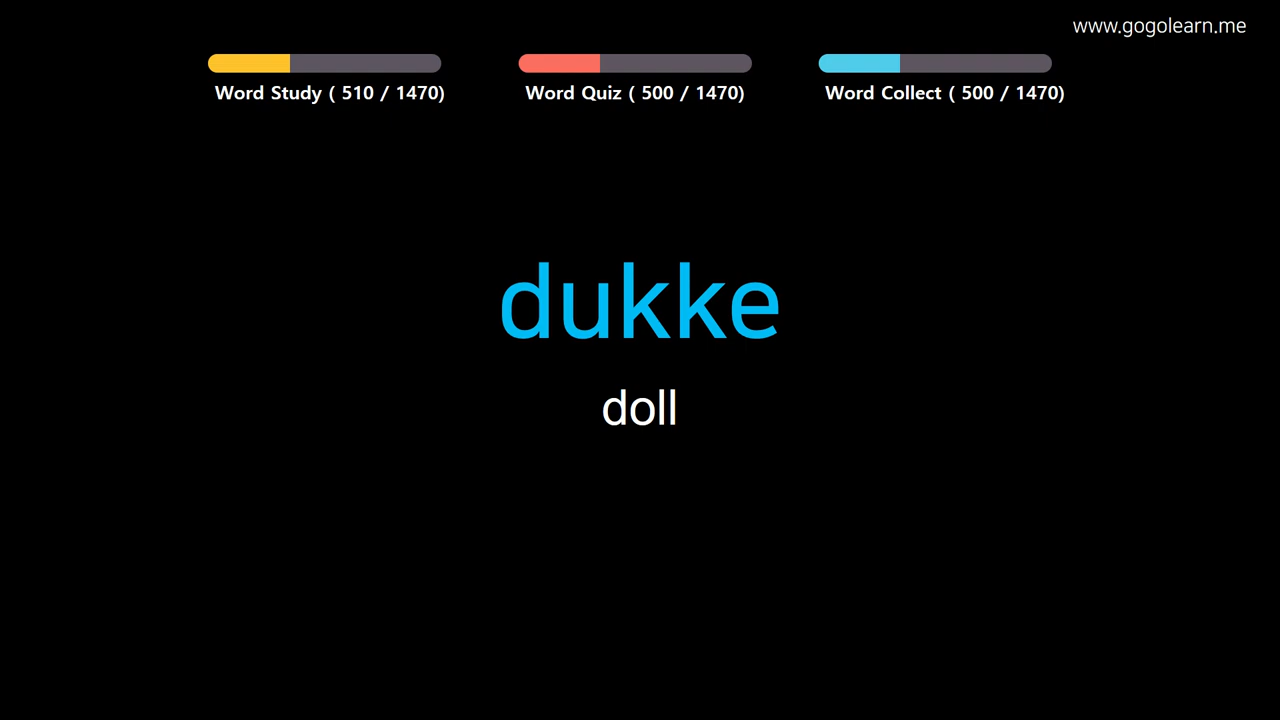 www.gogolearn.me
Word Study ( 510 / 1470)
Word Quiz ( 500 / 1470)
Word Collect ( 500 / 1470)
dukke
doll